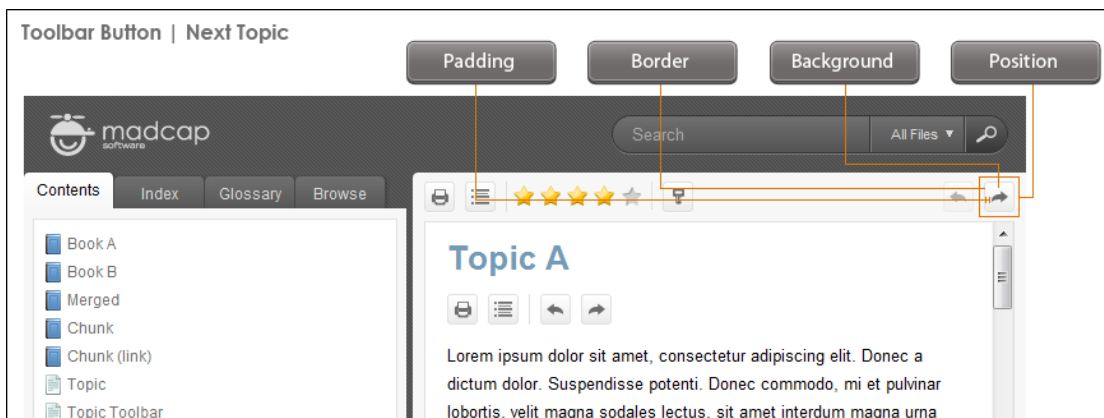 Toolbar Button | Next Topic
Padding
Border
Background
Position
madcap
software
Search
All Files
Contents
Index
Glossary
Browse
Book A
Book B
Merged
Chunk
Chunk (link)
Topic
Topic Toolbar
Topic A
Lorem ipsum dolor sit amet, consectetur adipiscing elit. Donec a
dictum dolor. Suspendisse potenti. Donec commodo, mi et pulvinar
lobortis, velit magna sodales lectus, sit amet interdum magna urna